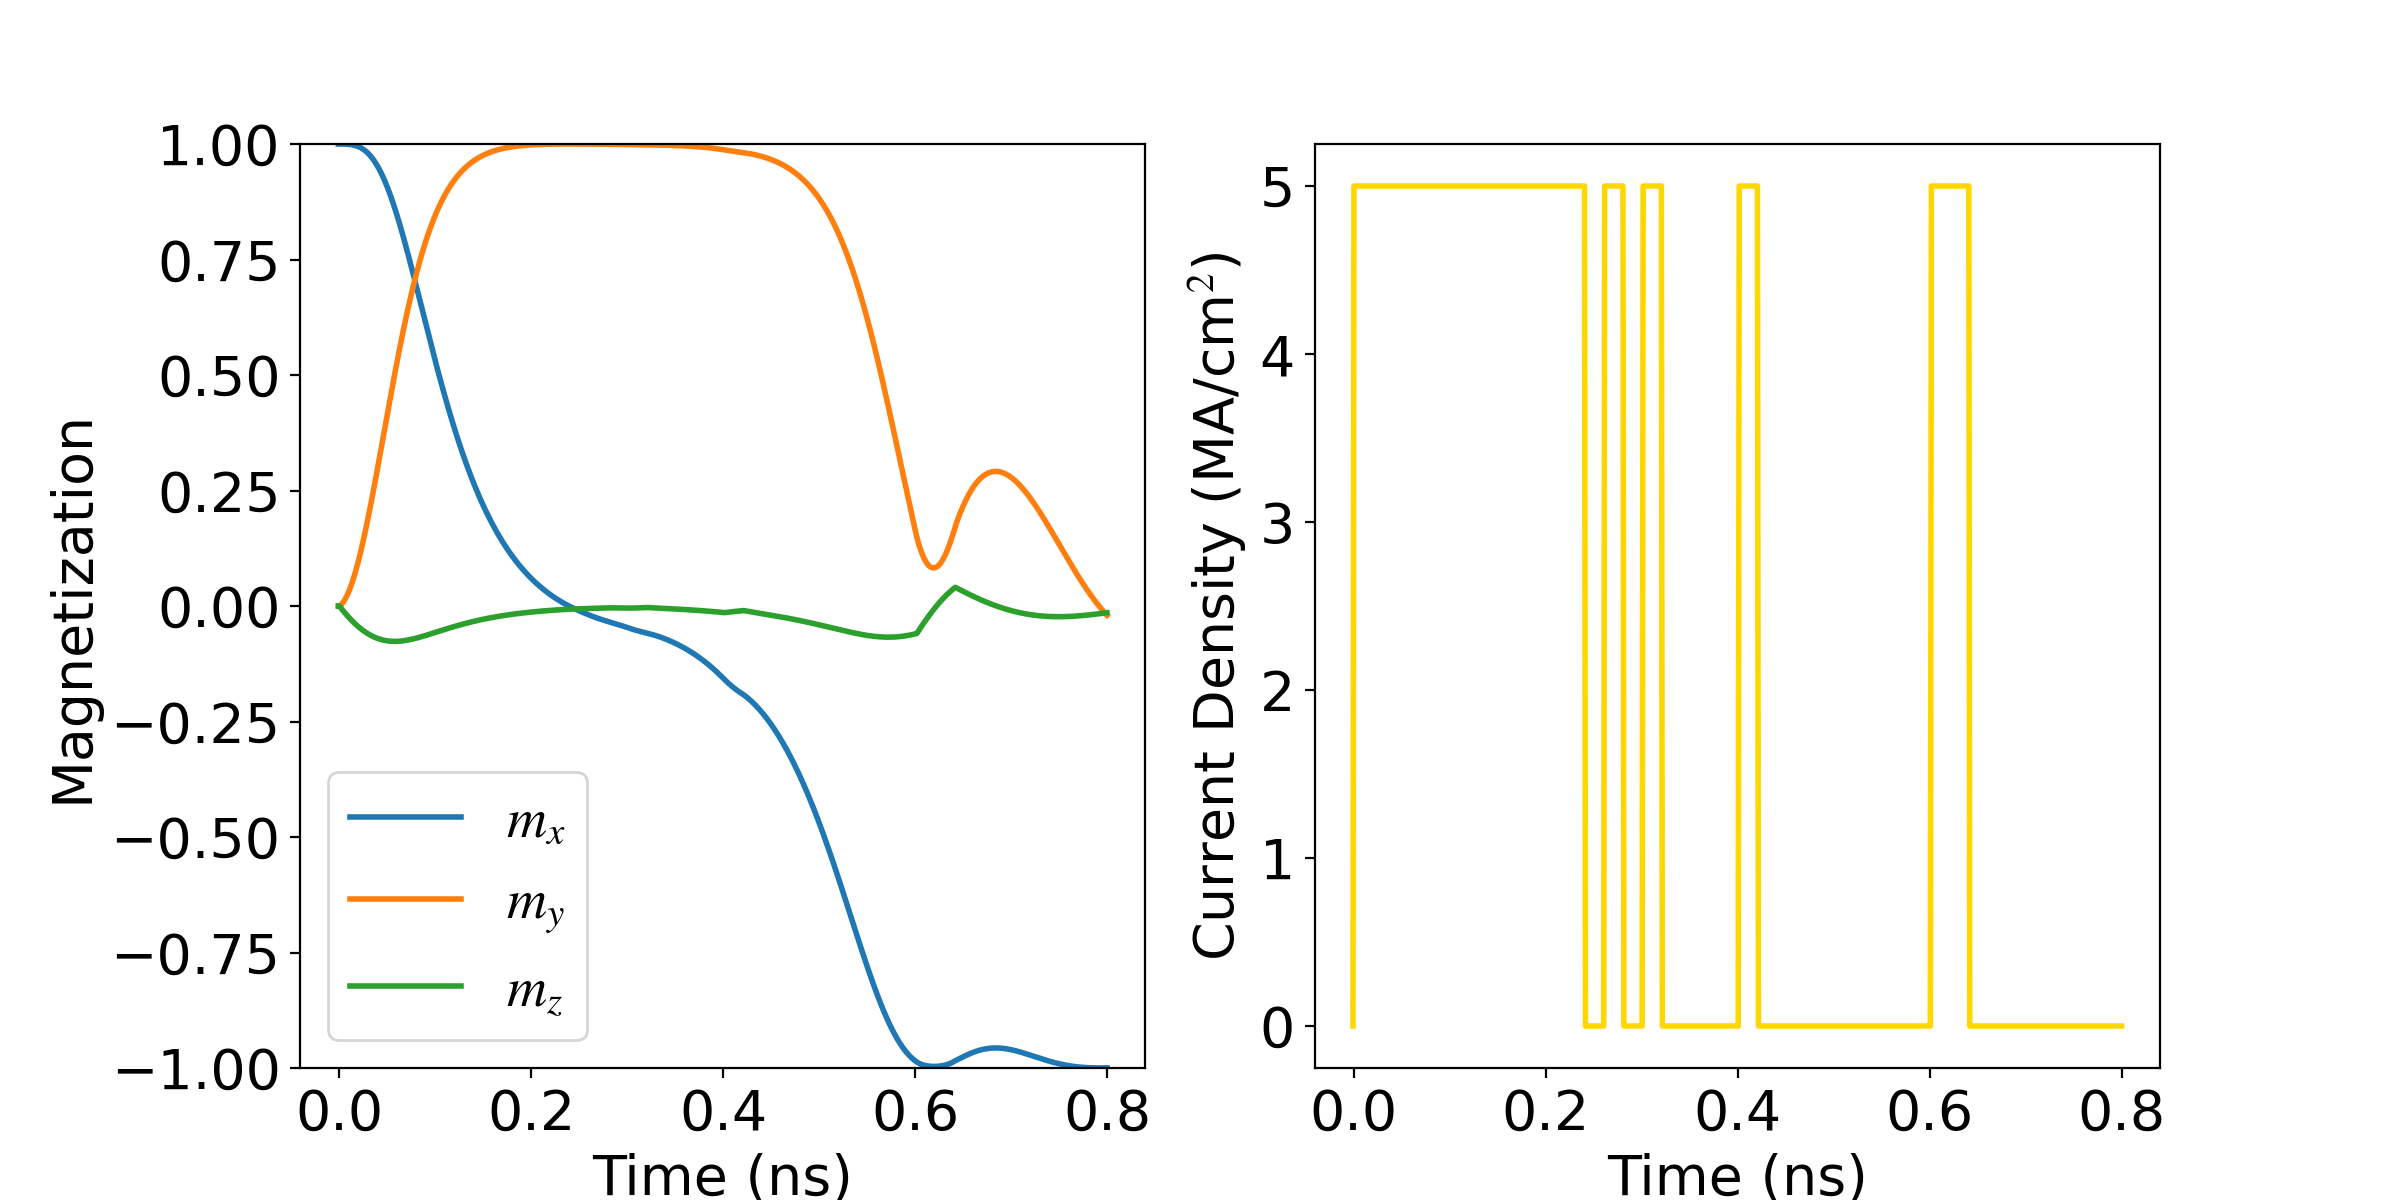 Magnetization
1.00
0.75
0.50
0.25
0.00
−0.25
−0.50
−0.75
−1.00
m_x
m_y
m_z
0.0 0.2 0.4 0.6 0.8
Time (ns)
Current Density (MA/cm²)
5
4
3
2
1
0
0.0 0.2 0.4 0.6 0.8
Time (ns)